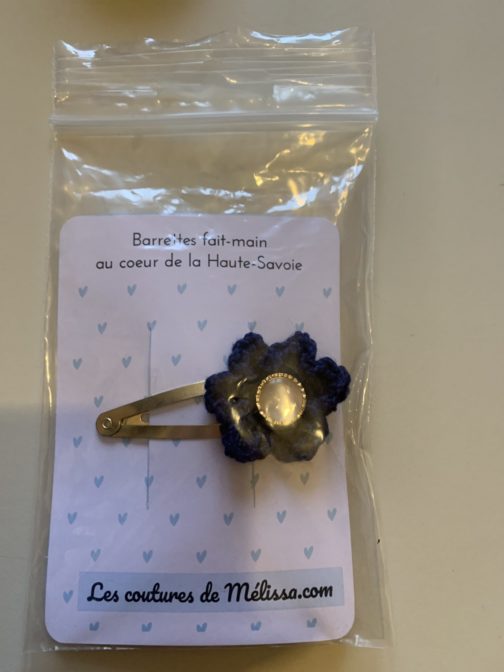 Barrettes fait-main
au coeur de la Haute-Savoie
Les coutures de Mélissa.com